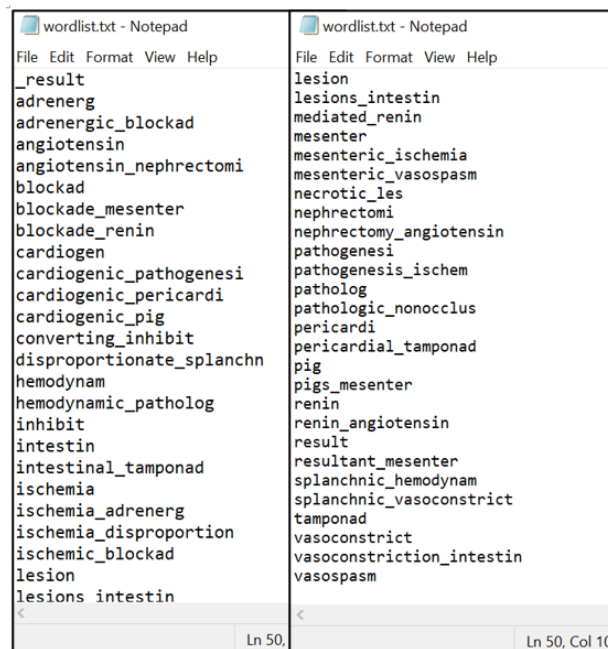 wordlist.txt - Notepad
File Edit Format View Help
_result
adrenerg
adrenergic_blockad
angiotensin
angiotensin_nephrectomi
blockad
blockade_mesenter
blockade_renin
cardiogen
cardiogenic_pathogenesi
cardiogenic_pericardi
cardiogenic_pig
converting_inhibit
disproportionate_splanchn
hemodynam
hemodynamic_patholog
inhibit
intestin
intestinal_tamponad
ischemia
ischemia_adrenerg
ischemia_disproportion
ischemic_blockad
lesion
lesions_intestin
Ln 50,
wordlist.txt - Notepad
File Edit Format View Help
lesion
lesions_intestin
mediated_renin
mesenter
mesenteric_ischemia
mesenteric_vasospasm
necrotic_les
nephrectomi
nephrectomy_angiotensin
pathogenesi
pathogenesis_ischem
patholog
pathologic_nonocclus
pericardi
pericardial_tamponad
pig
pigs_mesenter
renin
renin_angiotensin
result
resultant_mesenter
splanchnic_hemodynam
splanchnic_vasoconstrict
tamponad
vasoconstrict
vasoconstriction_intestin
vasospasm
Ln 50, Col 10